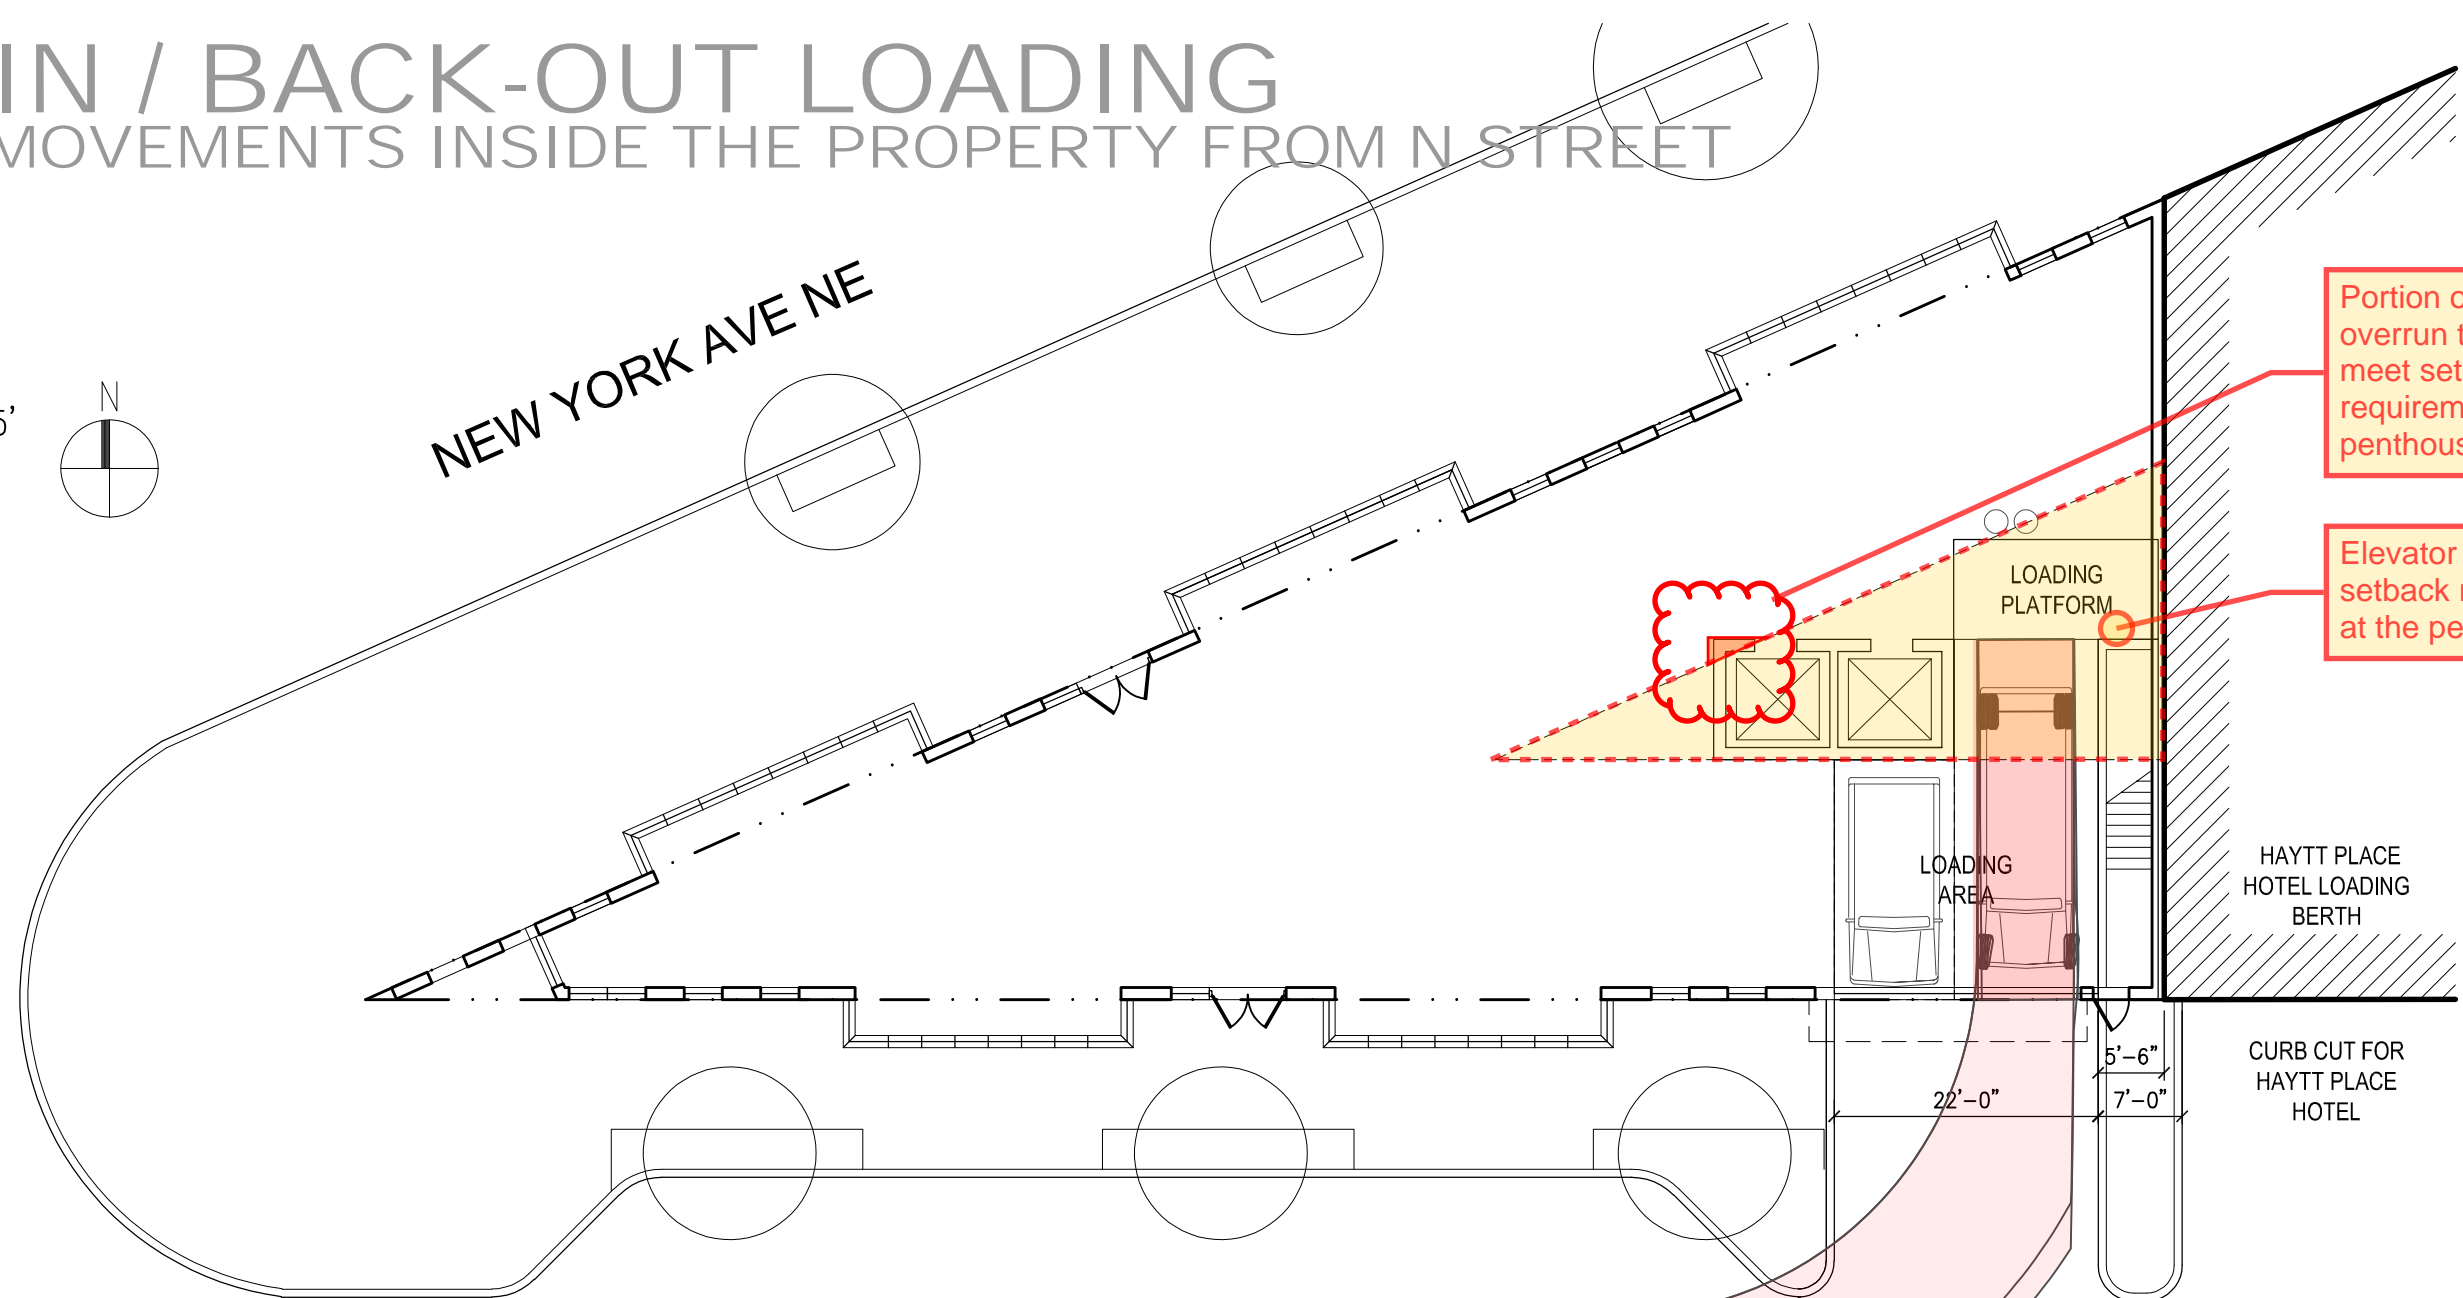 IN / BACK-OUT LOADING
MOVEMENTS INSIDE THE PROPERTY FROM N STREET
5'
N
NEW YORK AVE NE
Portion o
overrun t
meet set
requirem
penthous
Elevator
setback r
at the pe
LOADING
PLATFORM
LOADING
AREA
HAYTT PLACE
HOTEL LOADING
BERTH
5'-6"
22'-0"
7'-0"
CURB CUT FOR
HAYTT PLACE
HOTEL